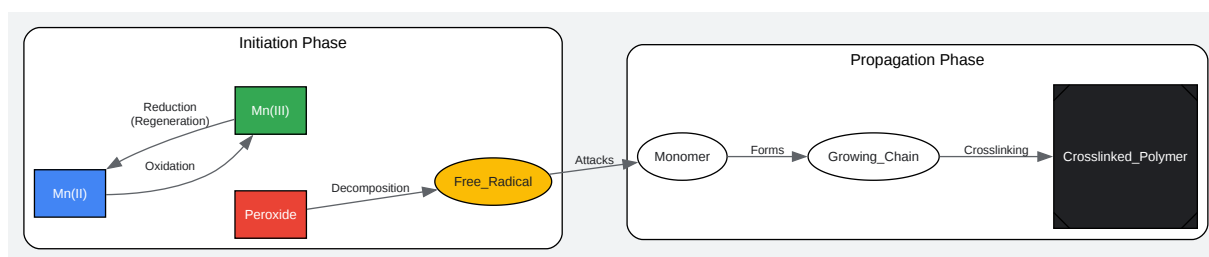 Initiation Phase
Propagation Phase
Reduction
(Regeneration)
Mn(III)
Oxidation
Mn(II)
Peroxide
Decomposition
Free_Radical
Attacks
Monomer
Forms
Growing_Chain
Crosslinking
Crosslinked_Polymer